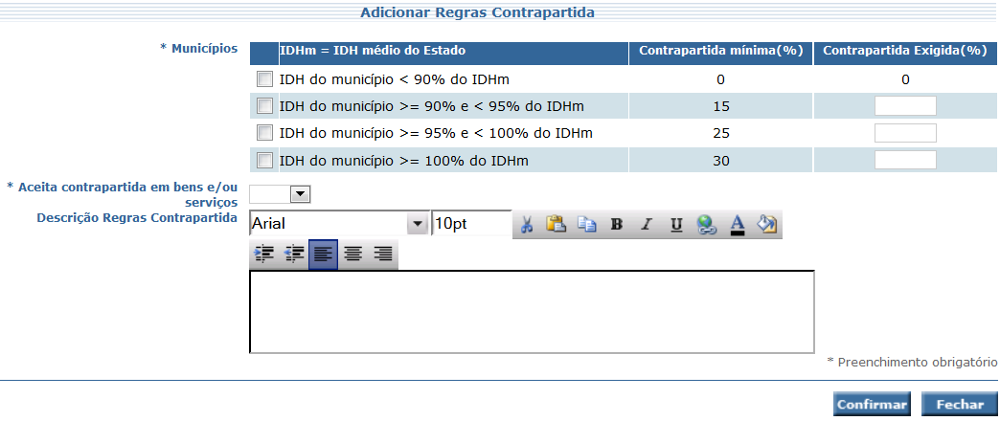 Adicionar Regras Contrapartida
* Municípios
IDHm = IDH médio do Estado Contrapartida mínima(%) Contrapartida Exigida(%)
IDH do município < 90% do IDHm 0 0
IDH do município >= 90% e < 95% do IDHm 15
IDH do município >= 95% e < 100% do IDHm 25
IDH do município >= 100% do IDHm 30
* Aceita contrapartida em bens e/ou
serviços
Descrição Regras Contrapartida
Arial 10pt B I U A
* Preenchimento obrigatório
Confirmar Fechar